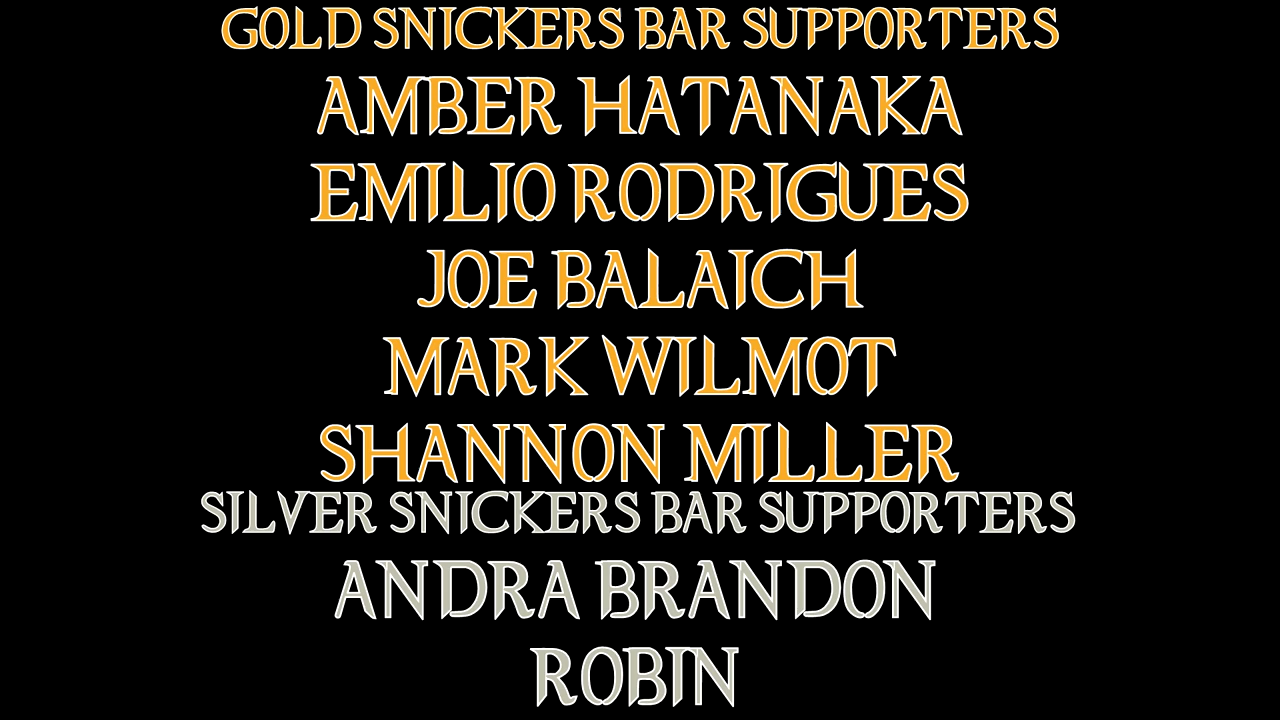 GOLD SNICKERS BAR SUPPORTERS
AMBER HATANAKA
EMILIO RODRIGUES
JOE BALAICH
MARK WILMOT
SHANNON MILLER
SILVER SNICKERS BAR SUPPORTERS
ANDRA BRANDON
ROBIN